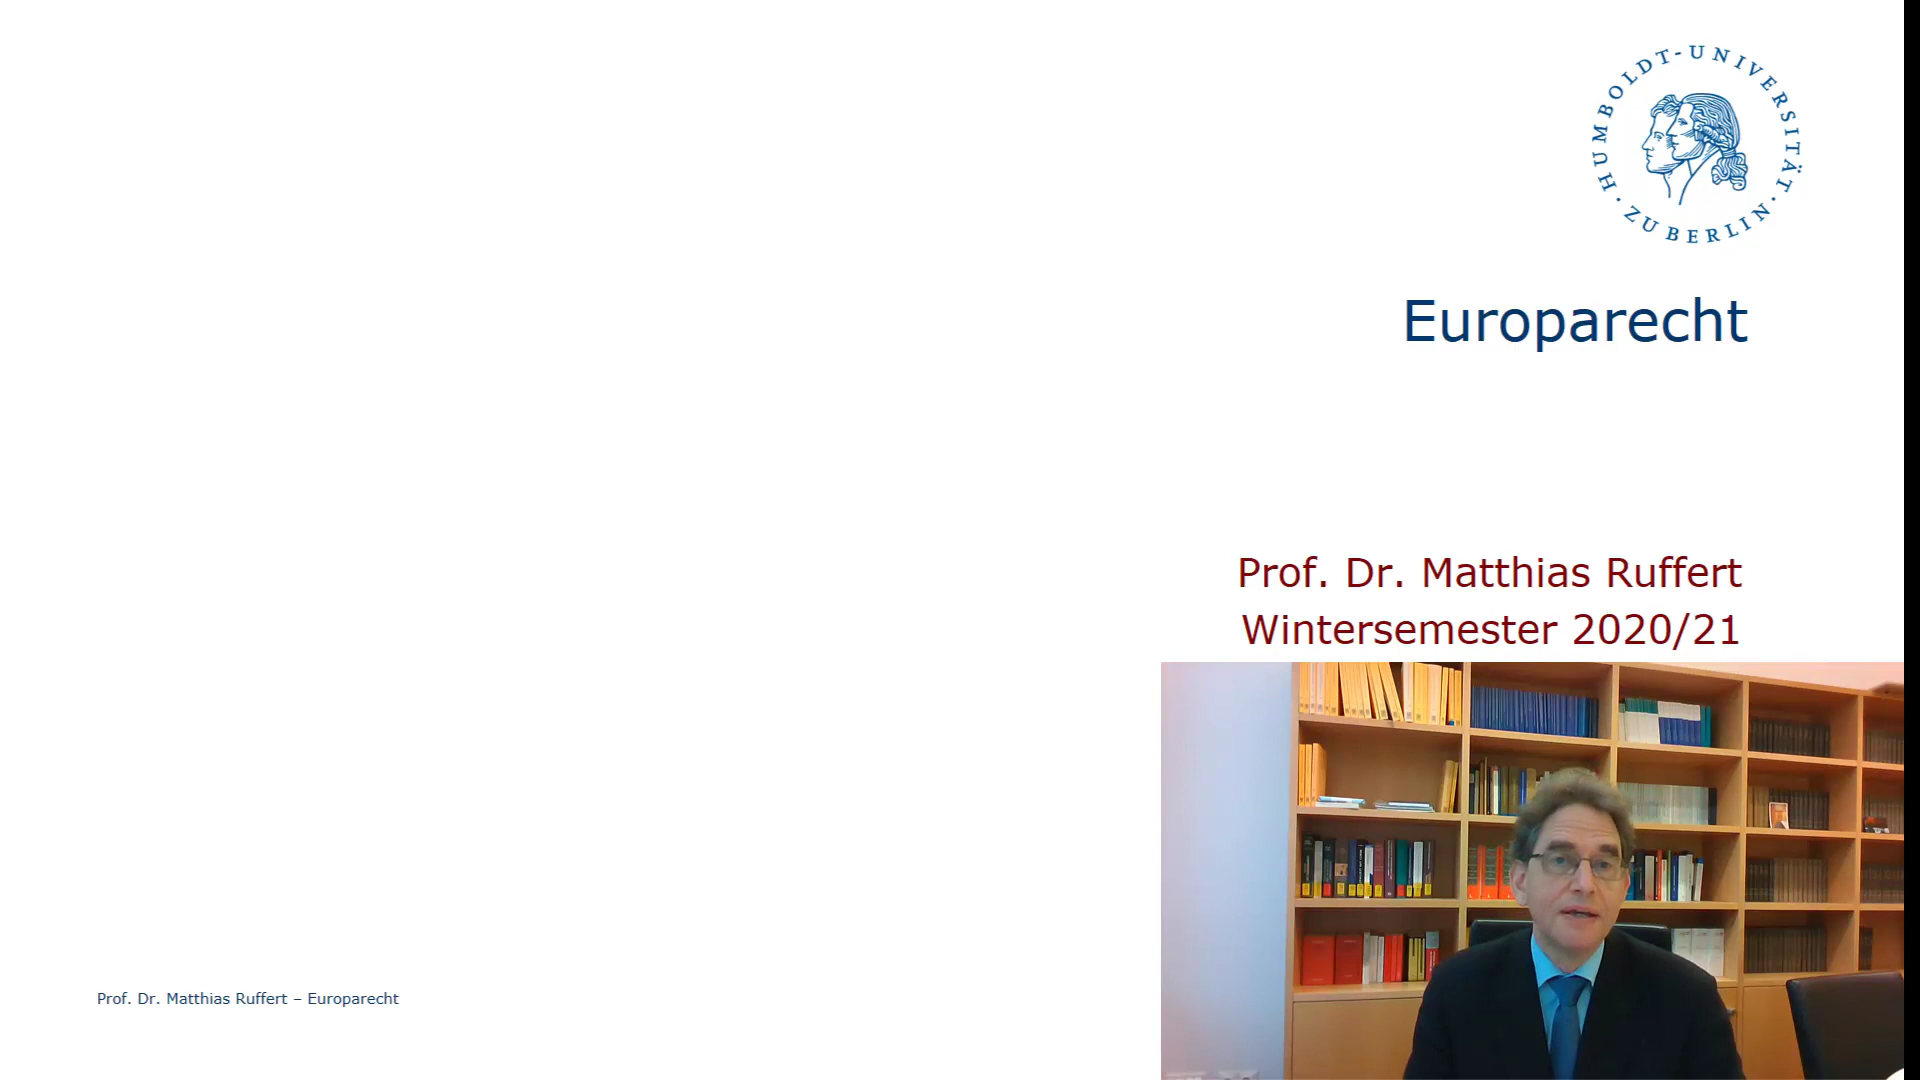 HUMBOLDT-UNIVERSITÄT · ZU BERLIN ·
Europarecht
Prof. Dr. Matthias Ruffert
Wintersemester 2020/21
Prof. Dr. Matthias Ruffert – Europarecht